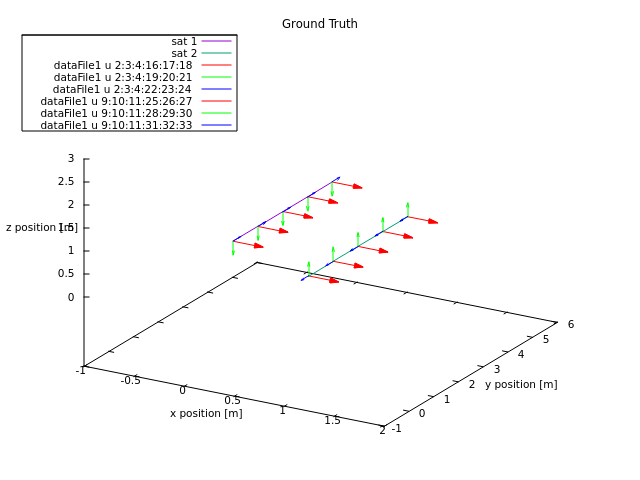 Ground Truth
sat 1
sat 2
dataFile1 u 2:3:4:16:17:18
dataFile1 u 2:3:4:19:20:21
dataFile1 u 2:3:4:22:23:24
dataFile1 u 9:10:11:25:26:27
dataFile1 u 9:10:11:28:29:30
dataFile1 u 9:10:11:31:32:33
3
2.5
2
z position [m]
1.5
1
0.5
0
-1
-0.5
0
0.5
1
1.5
2
x position [m]
-1
0
1
2
3
4
5
6
y position [m]